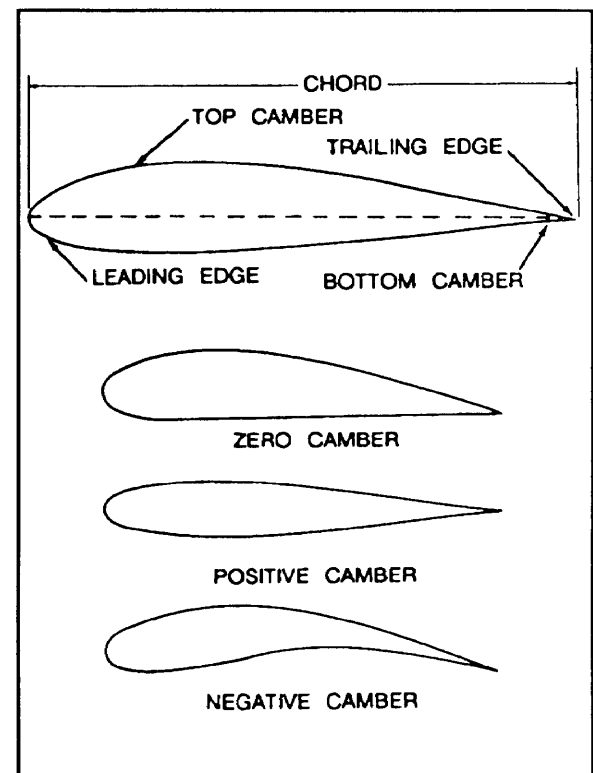 CHORD
TOP CAMBER
TRAILING EDGE
LEADING EDGE
BOTTOM CAMBER
ZERO CAMBER
POSITIVE CAMBER
NEGATIVE CAMBER